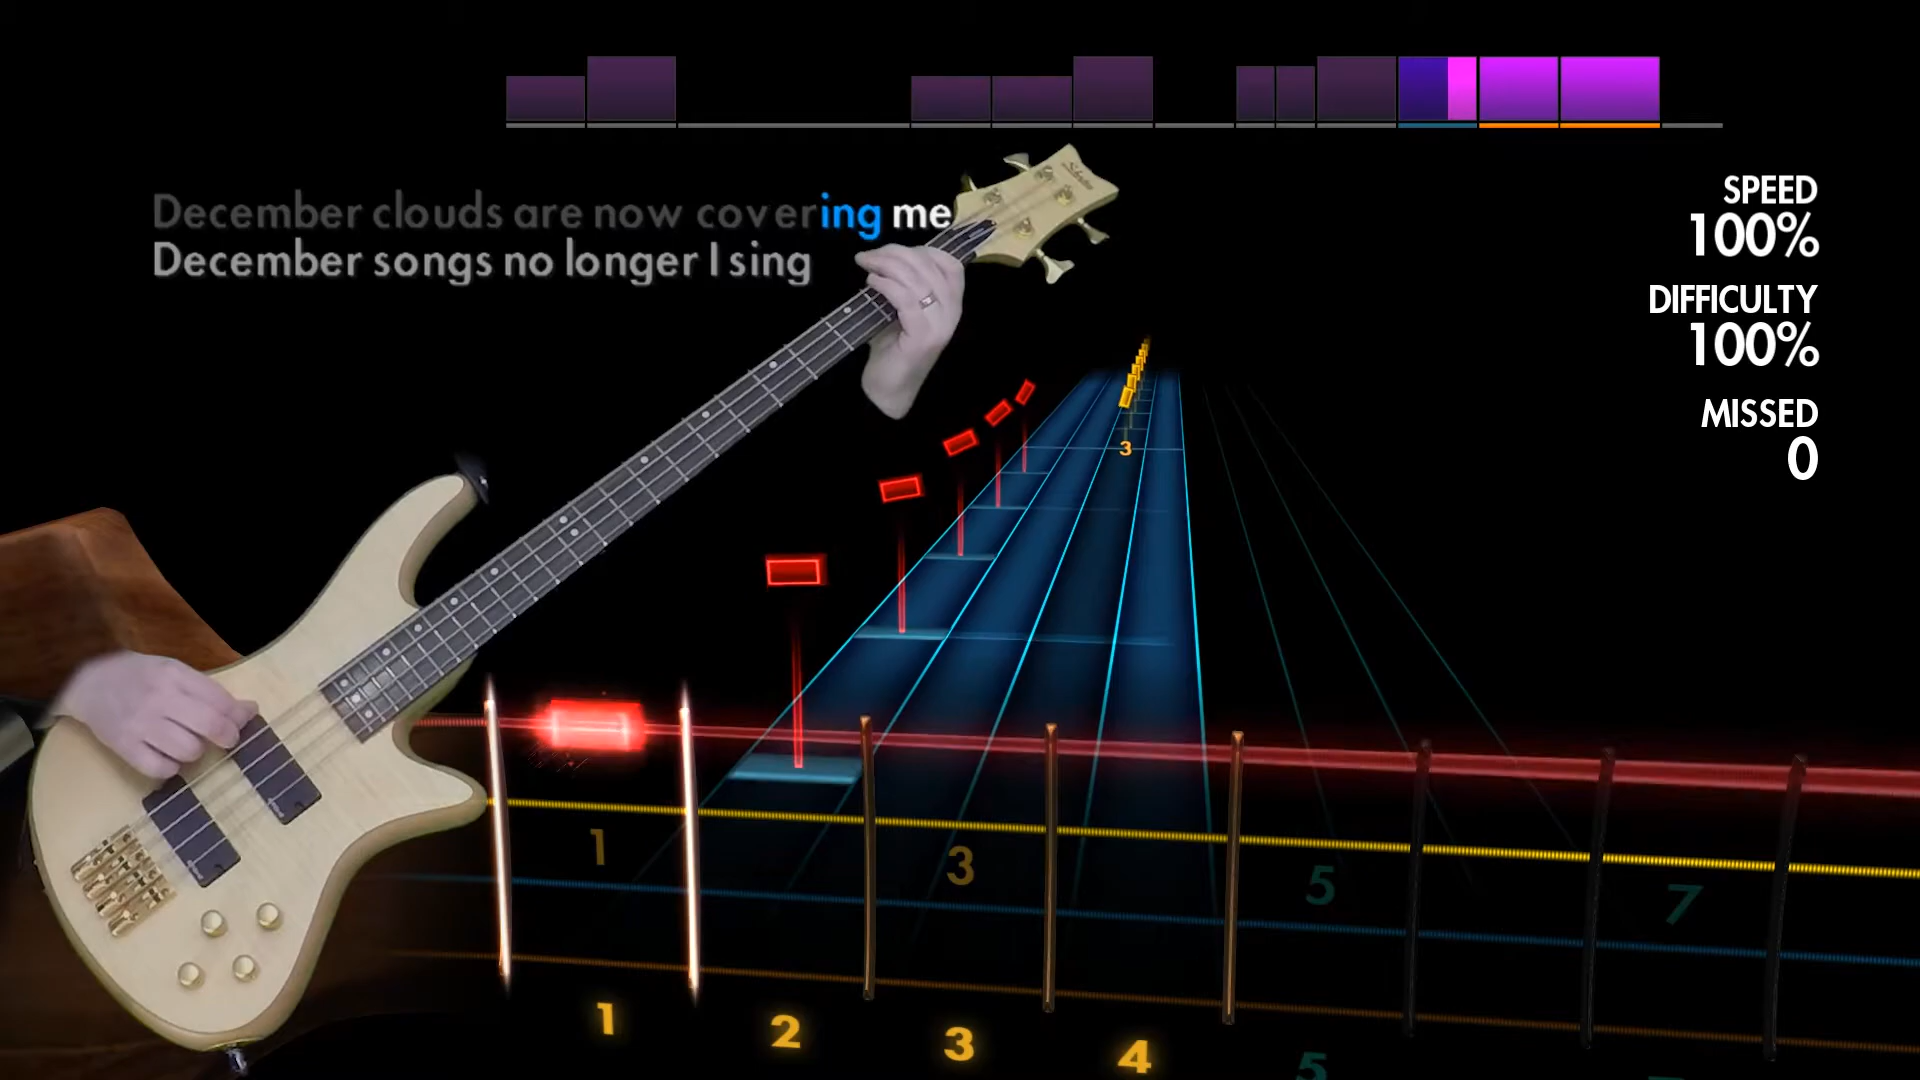 December clouds are now covering me
December songs no longer I sing
SPEED
100%
DIFFICULTY
100%
MISSED
0
3
1
3
5
7
1
2
3
4
5